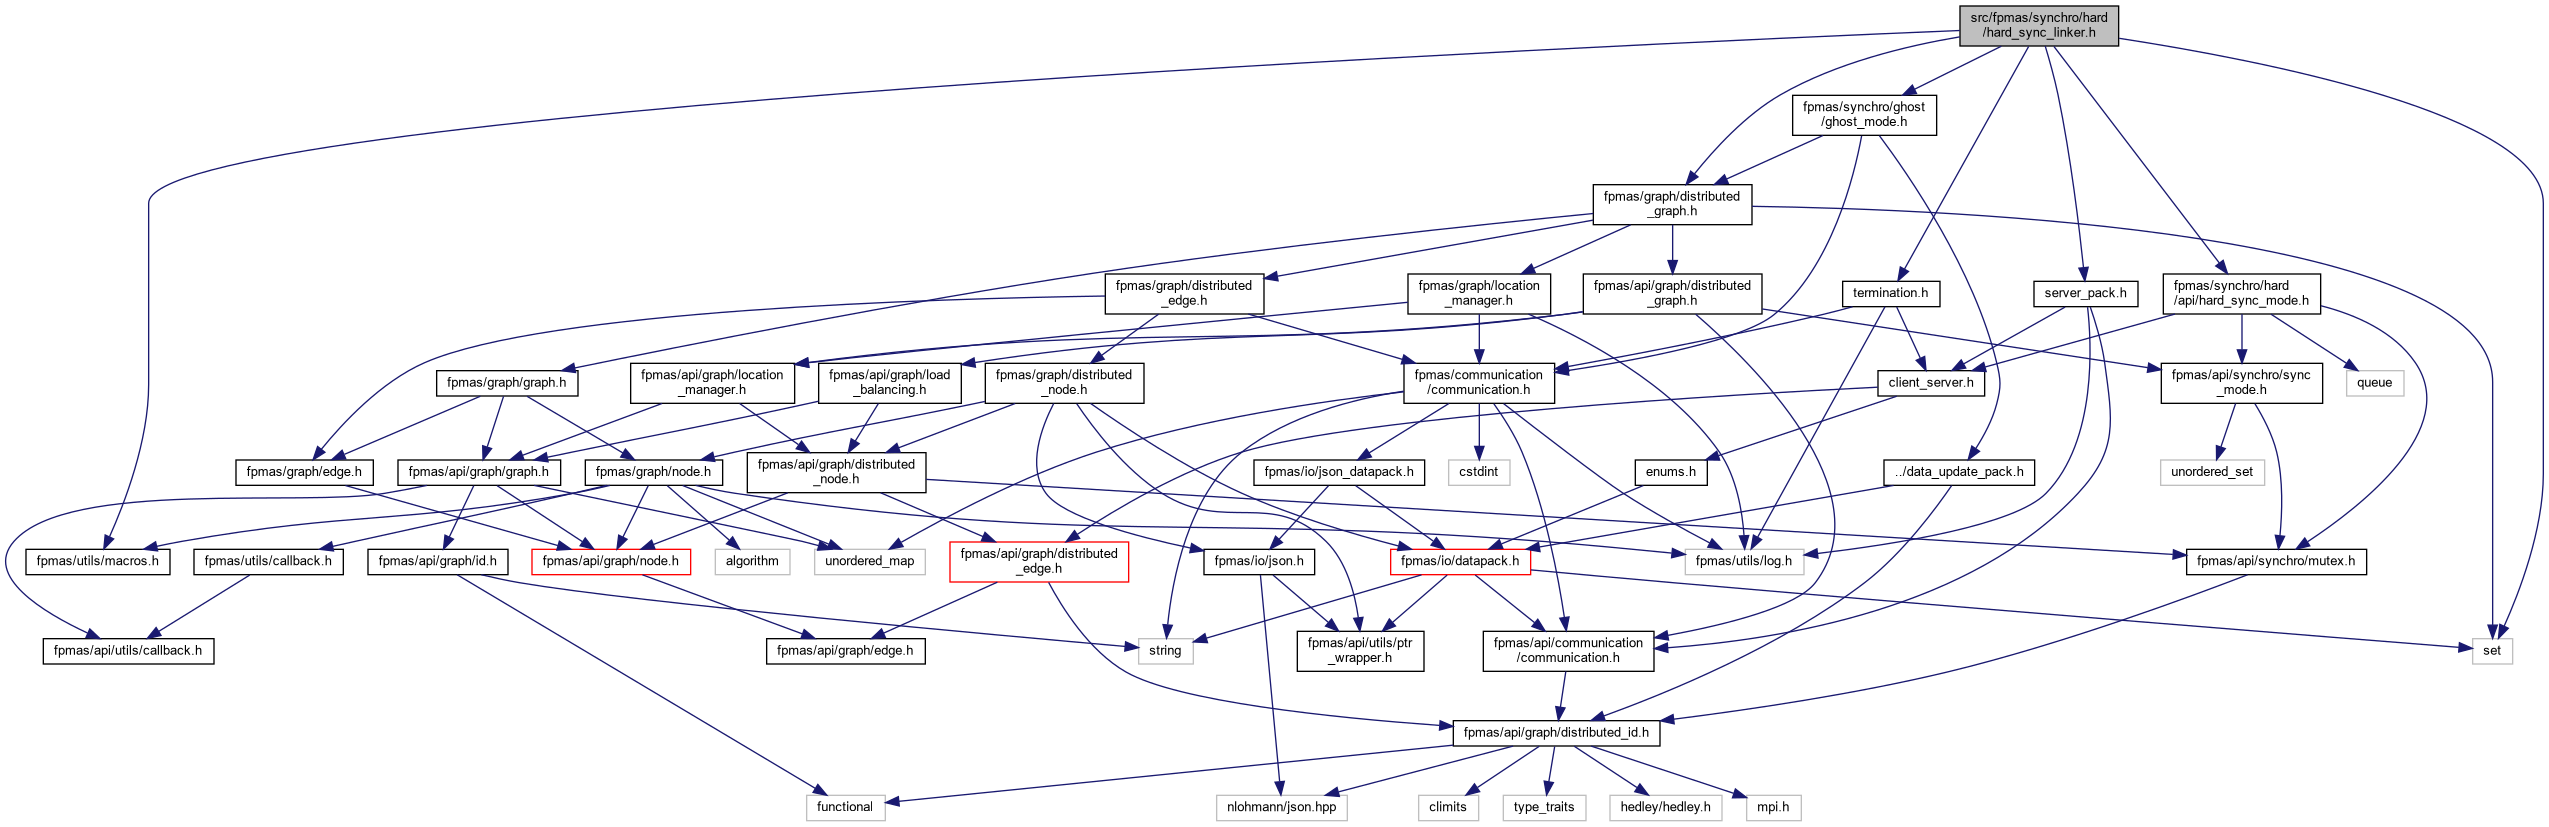 src/fpmas/synchro/hard
/hard_sync_linker.h
fpmas/synchro/ghost
/ghost_mode.h
fpmas/graph/distributed
_graph.h
fpmas/graph/distributed
_edge.h
fpmas/graph/location
_manager.h
fpmas/api/graph/distributed
_graph.h
termination.h
server_pack.h
fpmas/synchro/hard
/api/hard_sync_mode.h
fpmas/graph/graph.h
fpmas/api/graph/location
_manager.h
fpmas/api/graph/load
_balancing.h
fpmas/graph/distributed
_node.h
fpmas/communication
/communication.h
client_server.h
fpmas/api/synchro/sync
_mode.h
queue
fpmas/graph/edge.h
fpmas/api/graph/graph.h
fpmas/graph/node.h
fpmas/api/graph/distributed
_node.h
fpmas/io/json_datapack.h
cstdint
enums.h
../data_update_pack.h
unordered_set
fpmas/utils/macros.h
fpmas/utils/callback.h
fpmas/api/graph/id.h
fpmas/api/graph/node.h
algorithm
unordered_map
fpmas/api/graph/distributed
_edge.h
fpmas/io/json.h
fpmas/io/datapack.h
fpmas/utils/log.h
fpmas/api/synchro/mutex.h
fpmas/api/utils/callback.h
fpmas/api/graph/edge.h
string
fpmas/api/utils/ptr
_wrapper.h
fpmas/api/communication
/communication.h
set
fpmas/api/graph/distributed_id.h
functional
nlohmann/json.hpp
climits
type_traits
hedley/hedley.h
mpi.h